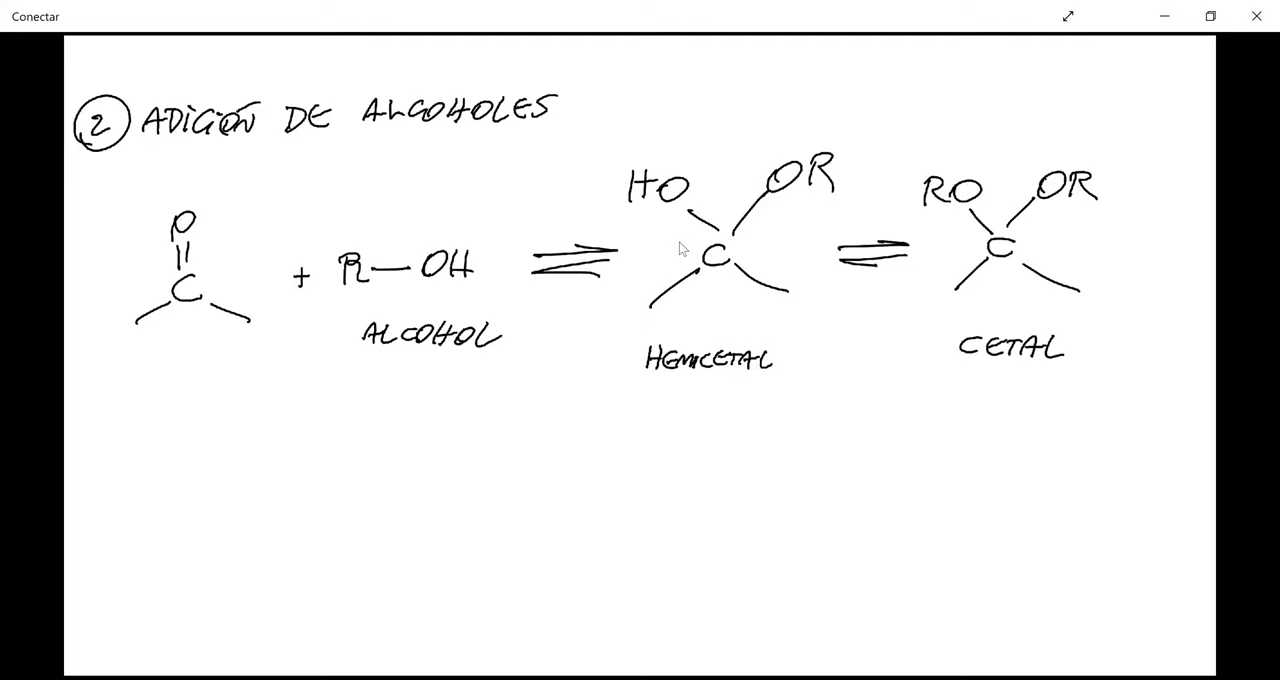 Conectar
2 ADICIÓN DE ALCOHOLES
O
C
+ R—OH
ALCOHOL
HO OR
C
HEMICETAL
RO OR
C
CETAL